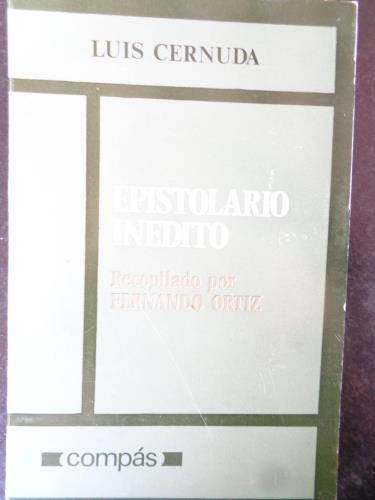 LUIS CERNUDA
EPISTOLARIO
INEDITO
Recopilado por
FERNANDO ORTIZ
compás